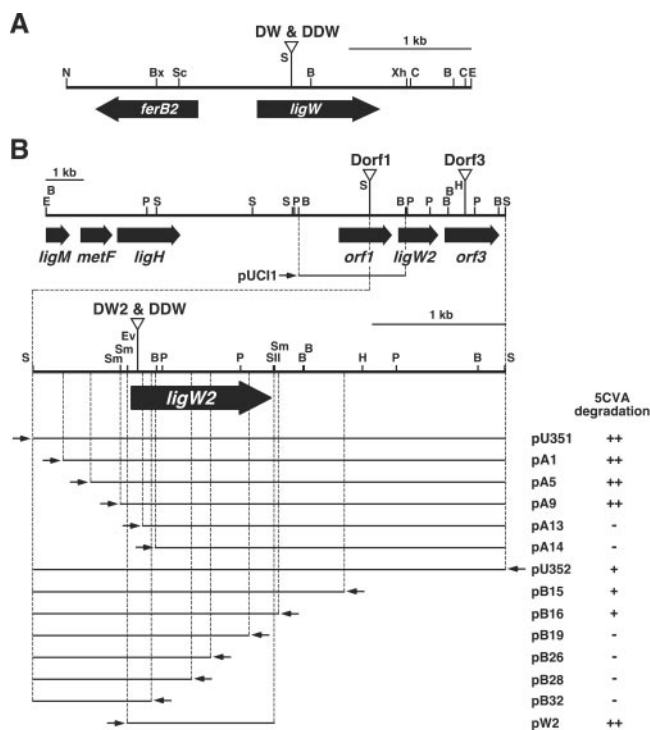 A
DW & DDW
1 kb
N Bx Sc S B Xh C B C E
ferB2 ligW
B
1 kb
Dorf1 Dorf3
B S B H
E P S S S P B B P B P B S
ligM metF ligH orf1 ligW2 orf3
pUCI1
DW2 & DDW
1 kb
Ev
Sm Sm B
S Sm B P P SII B H P B S
ligW2
5CVA
degradation
pU351 ++
pA1 ++
pA5 ++
pA9 ++
pA13 -
pA14 -
pU352 +
pB15 +
pB16 +
pB19 -
pB26 -
pB28 -
pB32 -
pW2 ++